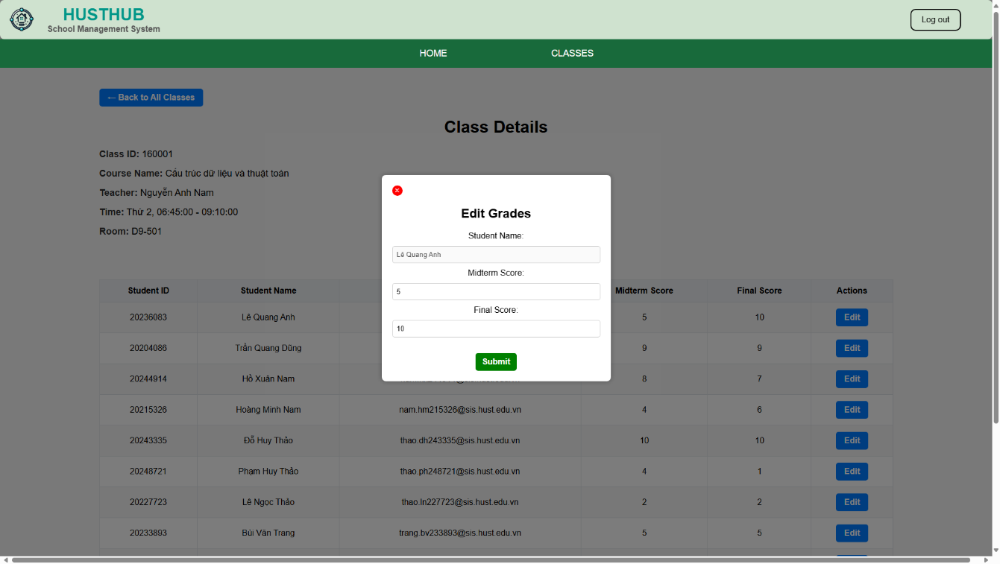 HUSTHUB
School Management System
Log out
HOME
CLASSES
← Back to All Classes
Class Details
Class ID: 160001
Course Name: Cấu trúc dữ liệu và thuật toán
Teacher: Nguyễn Anh Nam
Time: Thứ 2, 06:45:00 - 09:10:00
Room: D9-501
Edit Grades
Student Name:
Lê Quang Anh
Midterm Score:
5
Final Score:
10
Submit
Student ID Student Name Midterm Score Final Score Actions
20236083 Lê Quang Anh 5 10 Edit
20204086 Trần Quang Dũng 9 9 Edit
20244914 Hồ Xuân Nam 8 7 Edit
20215326 Hoàng Minh Nam nam.hm215326@sis.hust.edu.vn 4 6 Edit
20243335 Đỗ Huy Thảo thao.dh243335@sis.hust.edu.vn 10 10 Edit
20248721 Phạm Huy Thảo thao.ph248721@sis.hust.edu.vn 4 1 Edit
20227723 Lê Ngọc Thảo thao.ln227723@sis.hust.edu.vn 2 2 Edit
20233893 Bùi Văn Trang trang.bv233893@sis.hust.edu.vn 5 5 Edit